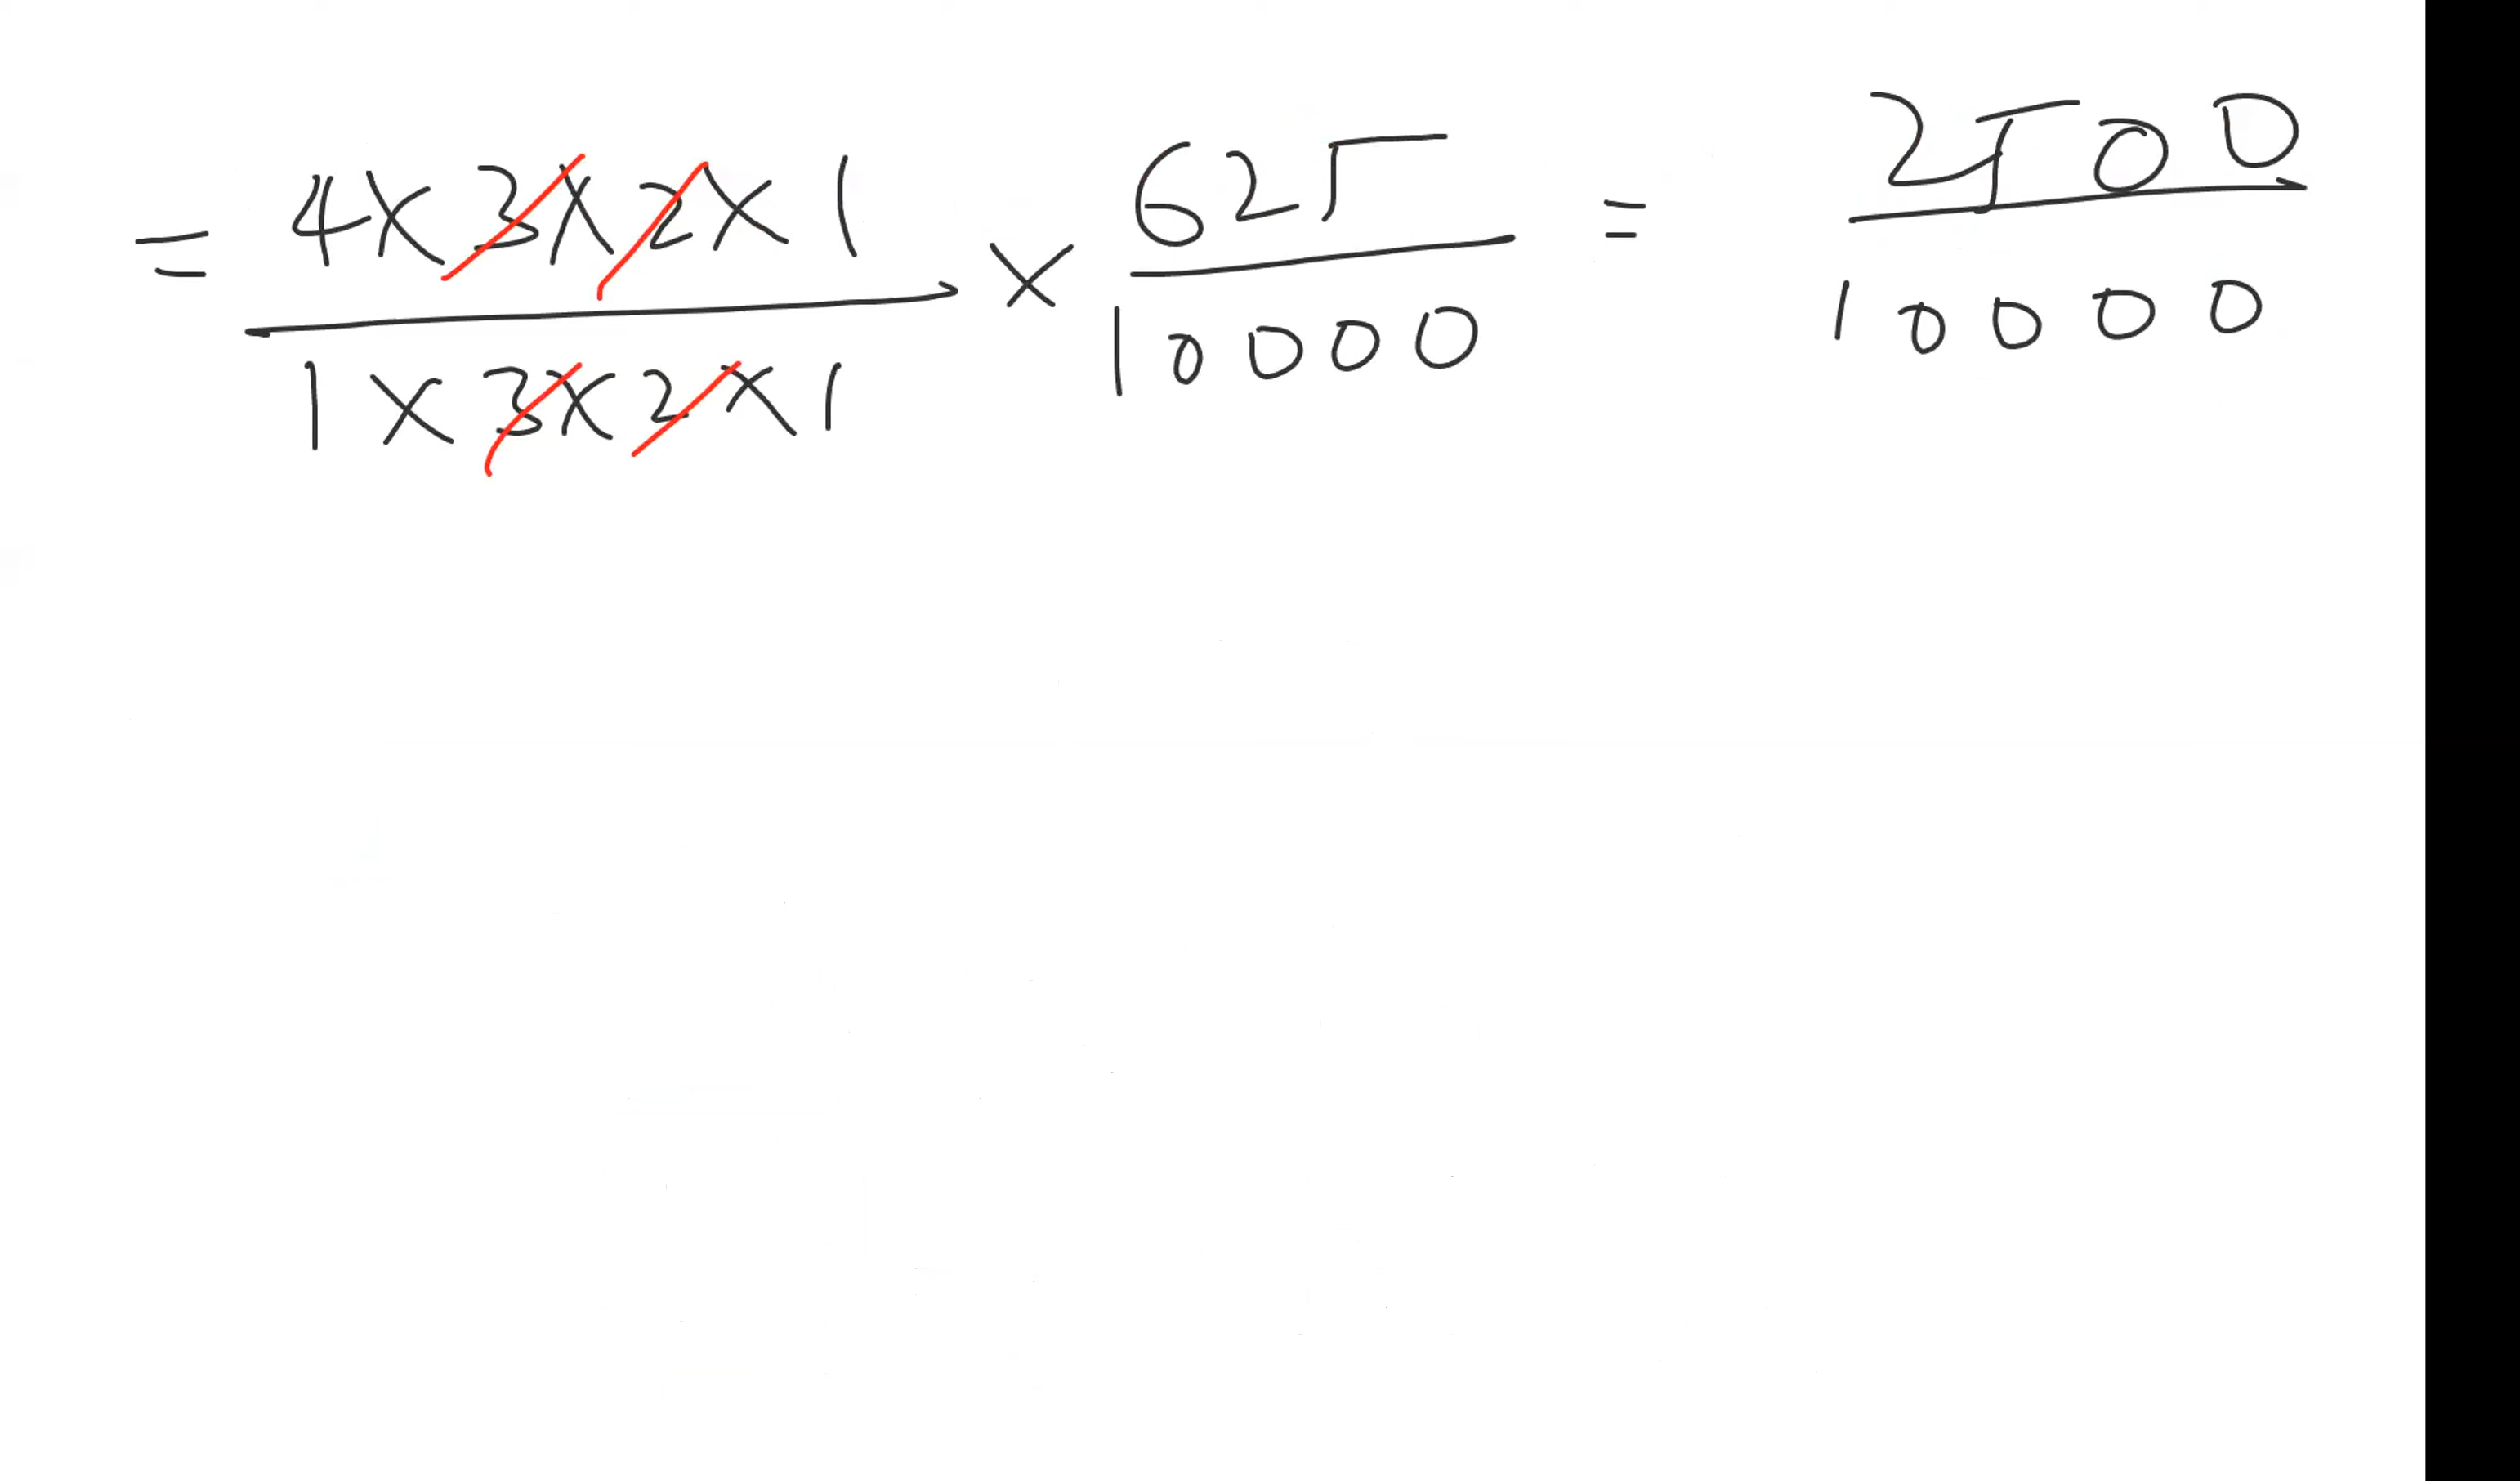 = 4 x 3 x 2 x 1 / 1 x 3 x 2 x 1 x 625 / 10000 = 2500 / 10000